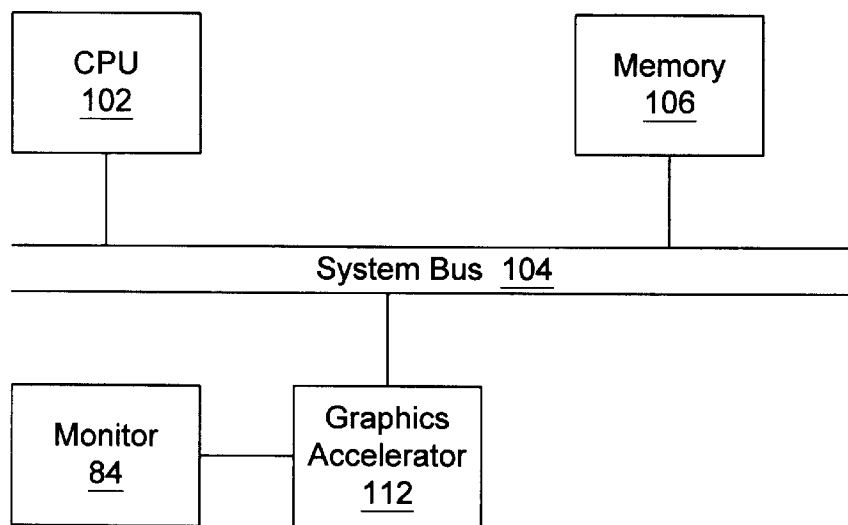 CPU
102
Memory
106
System Bus 104
Monitor
84
Graphics
Accelerator
112